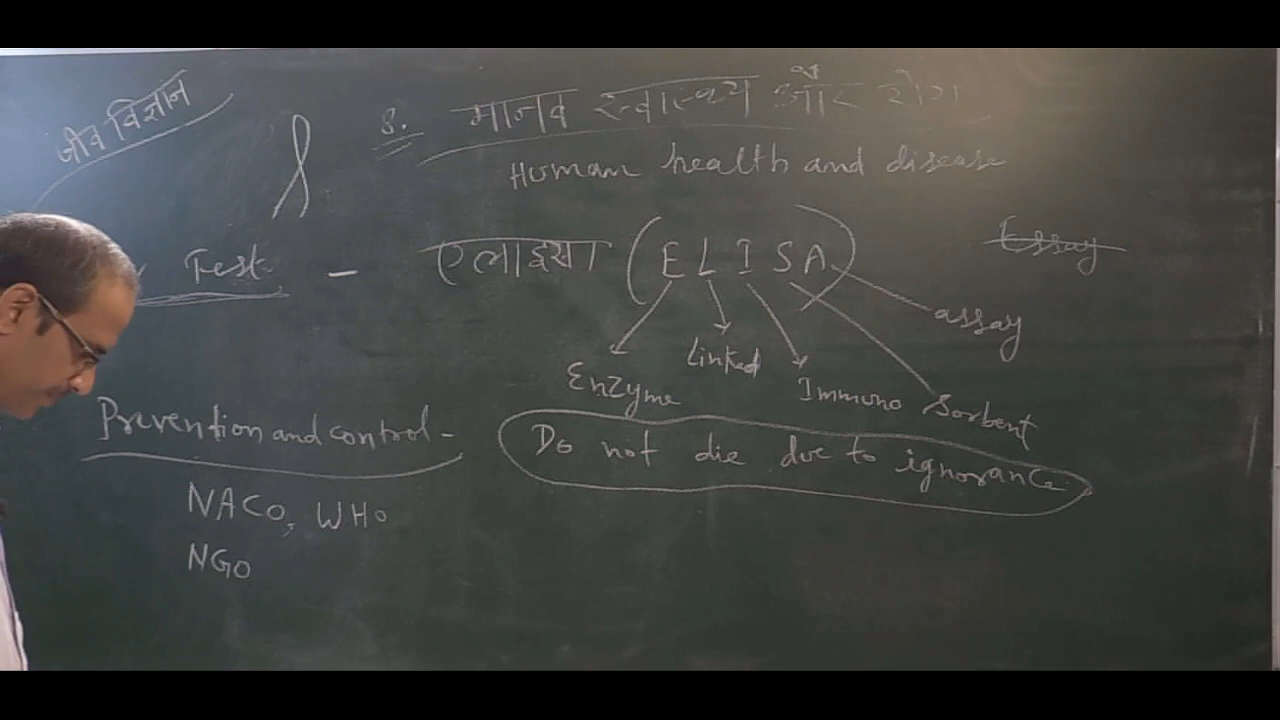 जीव विज्ञान
8. मानव स्वास्थ्य और रोग
Human health and disease
Test - एलाइसा (ELISA)
Essay
assay
Linked
Enzyme
Immuno
Sorbent
Prevention and control -
Do not die due to ignorance
NACO, WHO
NGO